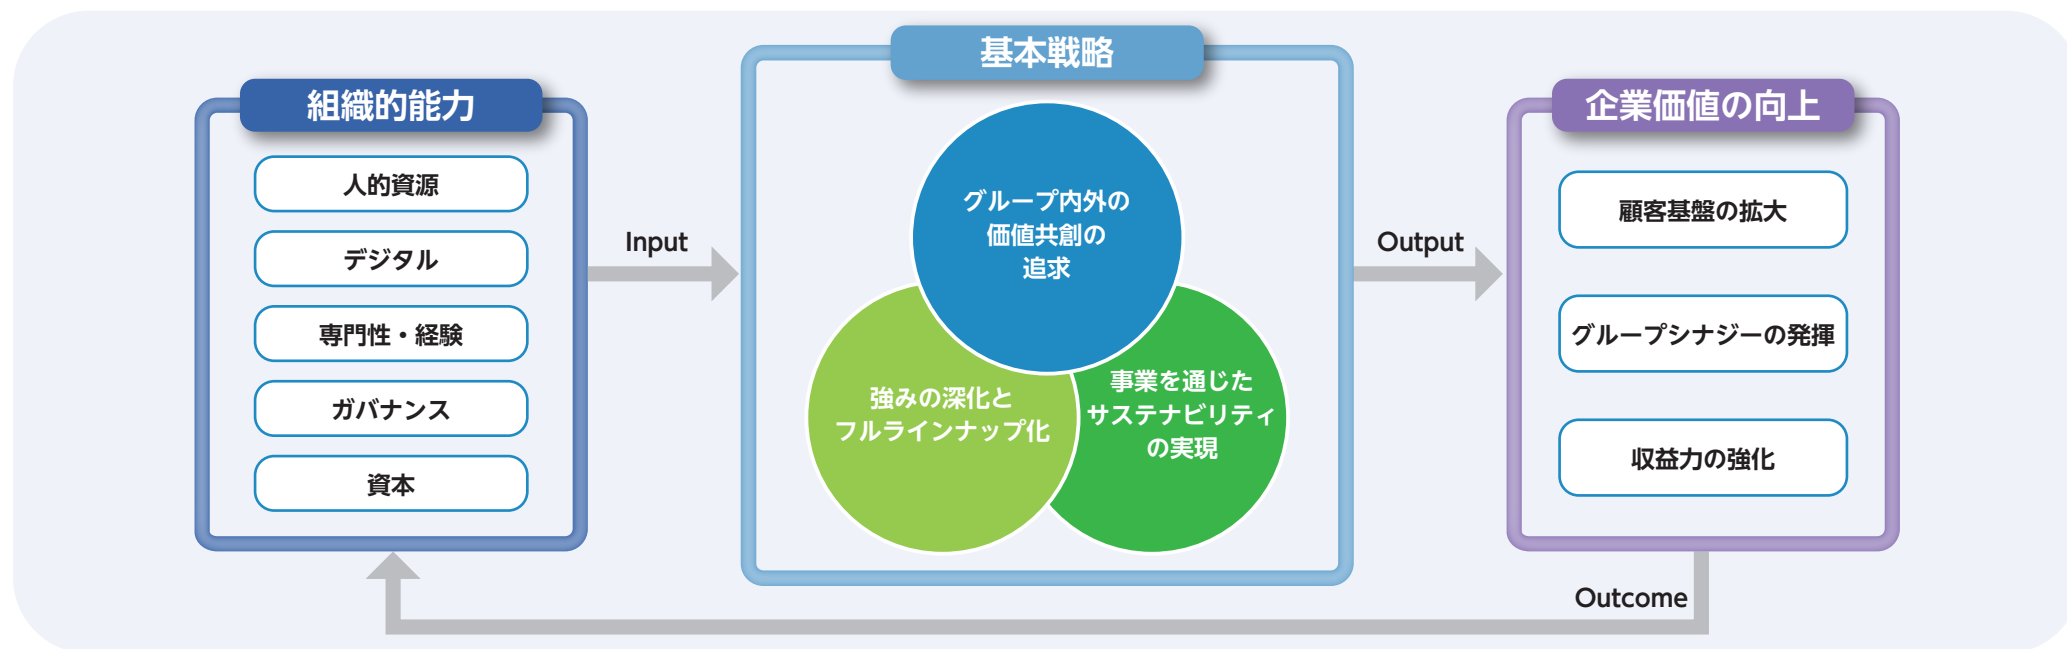 組織的能力
人的資源
デジタル
専門性・経験
ガバナンス
資本
Input
基本戦略
グループ内外の
価値共創の
追求
強みの深化と
フルラインナップ化
事業を通じた
サステナビリティ
の実現
Output
企業価値の向上
顧客基盤の拡大
グループシナジーの発揮
収益力の強化
Outcome